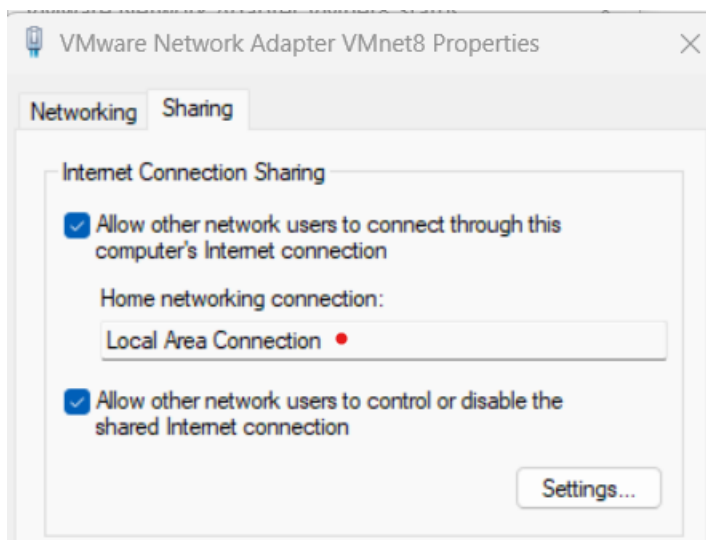 VMware Network Adapter VMnet8 Properties
Networking
Sharing
Internet Connection Sharing
Allow other network users to connect through this
computer's Internet connection
Home networking connection:
Local Area Connection
Allow other network users to control or disable the
shared Internet connection
Settings...